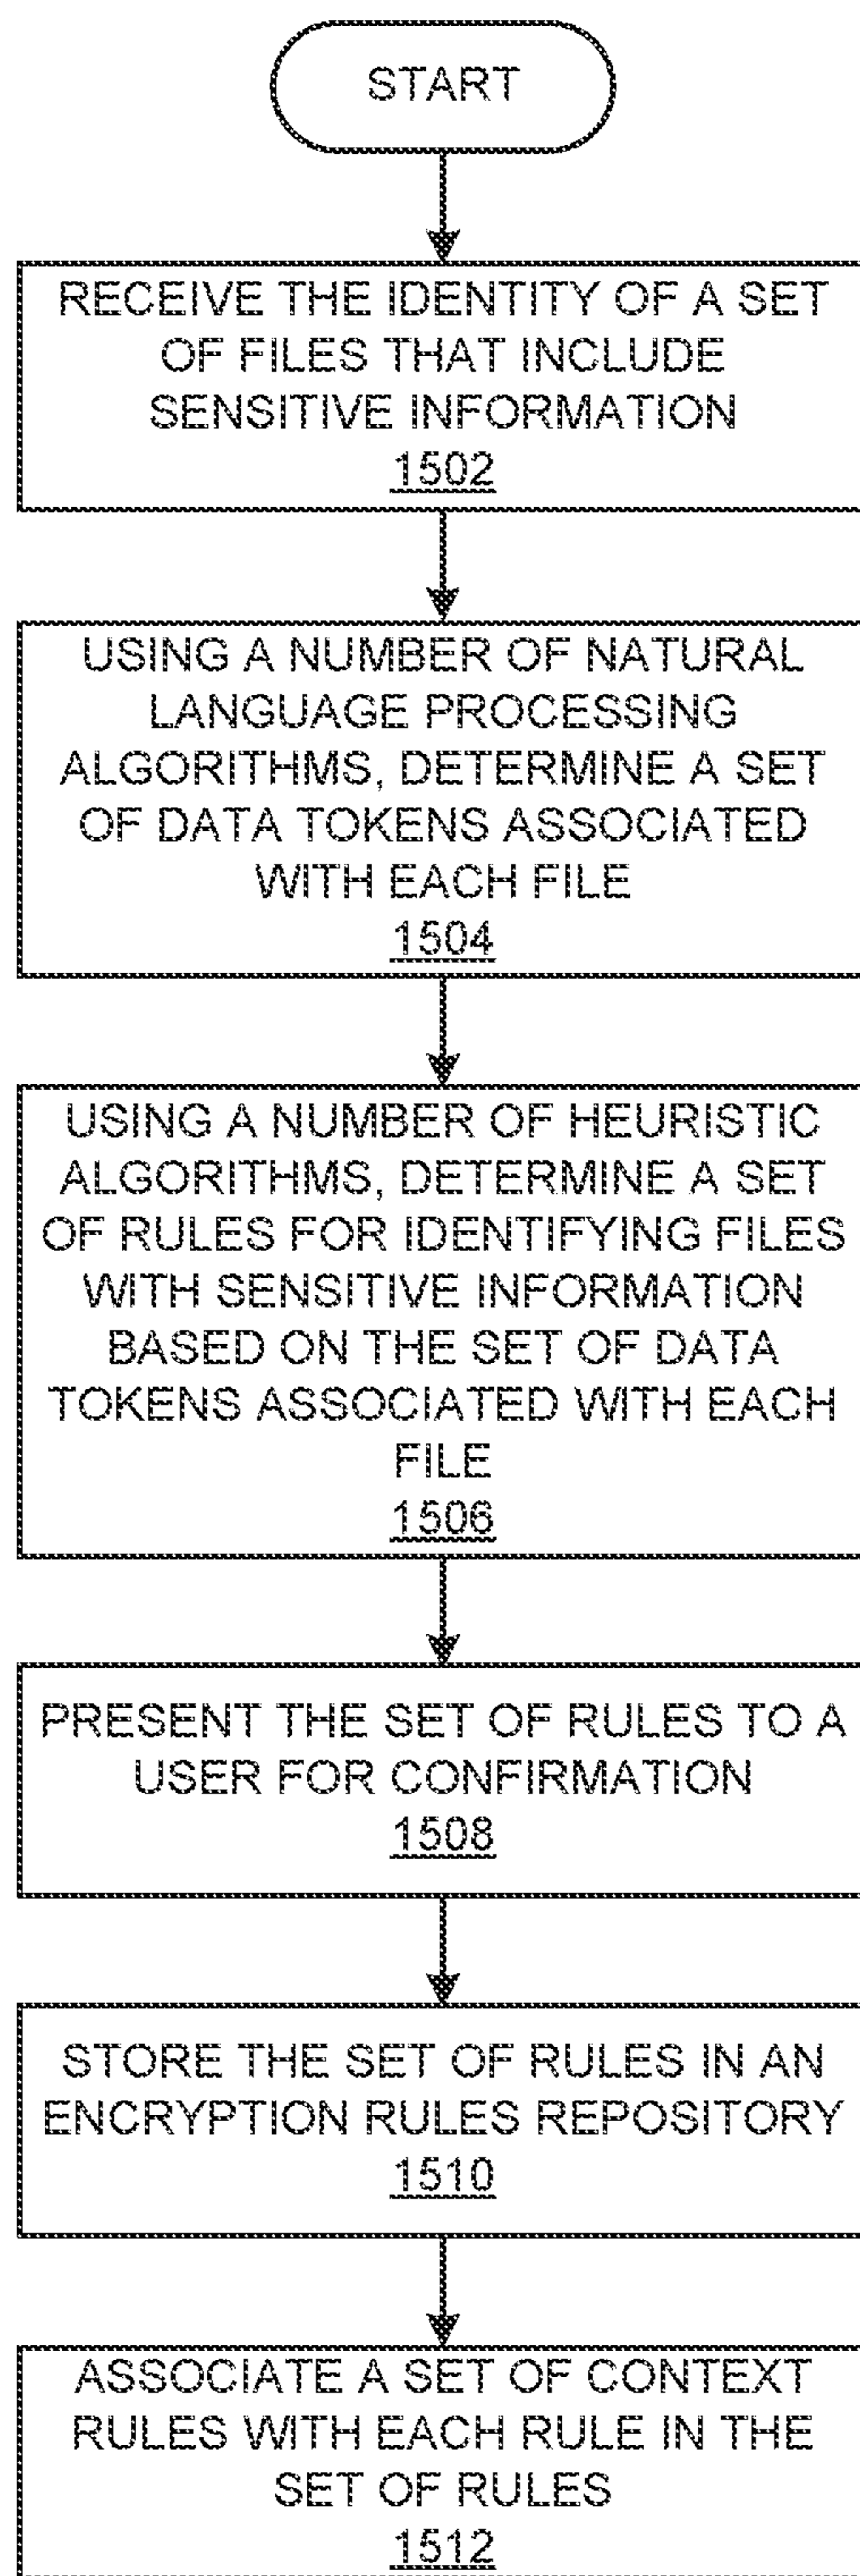 START
RECEIVE THE IDENTITY OF A SET
OF FILES THAT INCLUDE
SENSITIVE INFORMATION
1502
USING A NUMBER OF NATURAL
LANGUAGE PROCESSING
ALGORITHMS, DETERMINE A SET
OF DATA TOKENS ASSOCIATED
WITH EACH FILE
1504
USING A NUMBER OF HEURISTIC
ALGORITHMS, DETERMINE A SET
OF RULES FOR IDENTIFYING FILES
WITH SENSITIVE INFORMATION
BASED ON THE SET OF DATA
TOKENS ASSOCIATED WITH EACH
FILE
1506
PRESENT THE SET OF RULES TO A
USER FOR CONFIRMATION
1508
STORE THE SET OF RULES IN AN
ENCRYPTION RULES REPOSITORY
1510
ASSOCIATE A SET OF CONTEXT
RULES WITH EACH RULE IN THE
SET OF RULES
1512